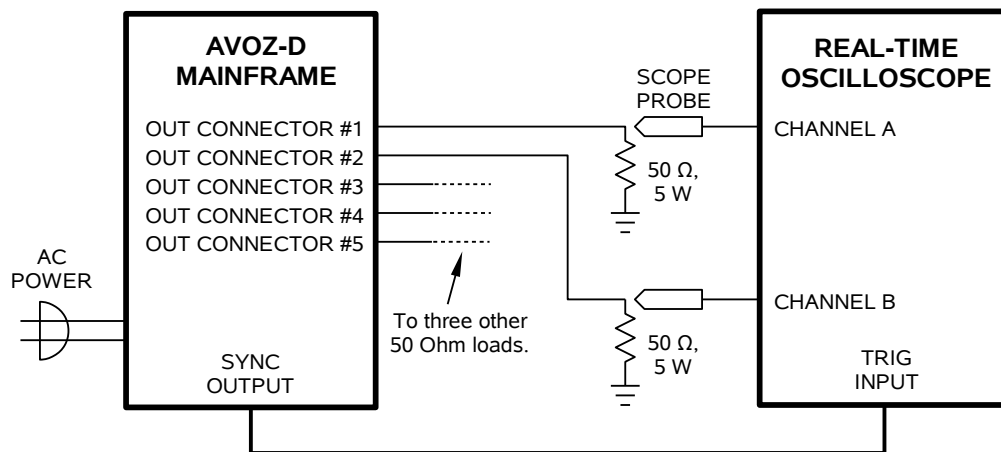 AVOZ-D
MAINFRAME
OUT CONNECTOR #1
OUT CONNECTOR #2
OUT CONNECTOR #3
OUT CONNECTOR #4
OUT CONNECTOR #5
AC
POWER
SYNC
OUTPUT
To three other
50 Ohm loads.
SCOPE
PROBE
50 Ω,
5 W
50 Ω,
5 W
REAL-TIME
OSCILLOSCOPE
CHANNEL A
CHANNEL B
TRIG
INPUT